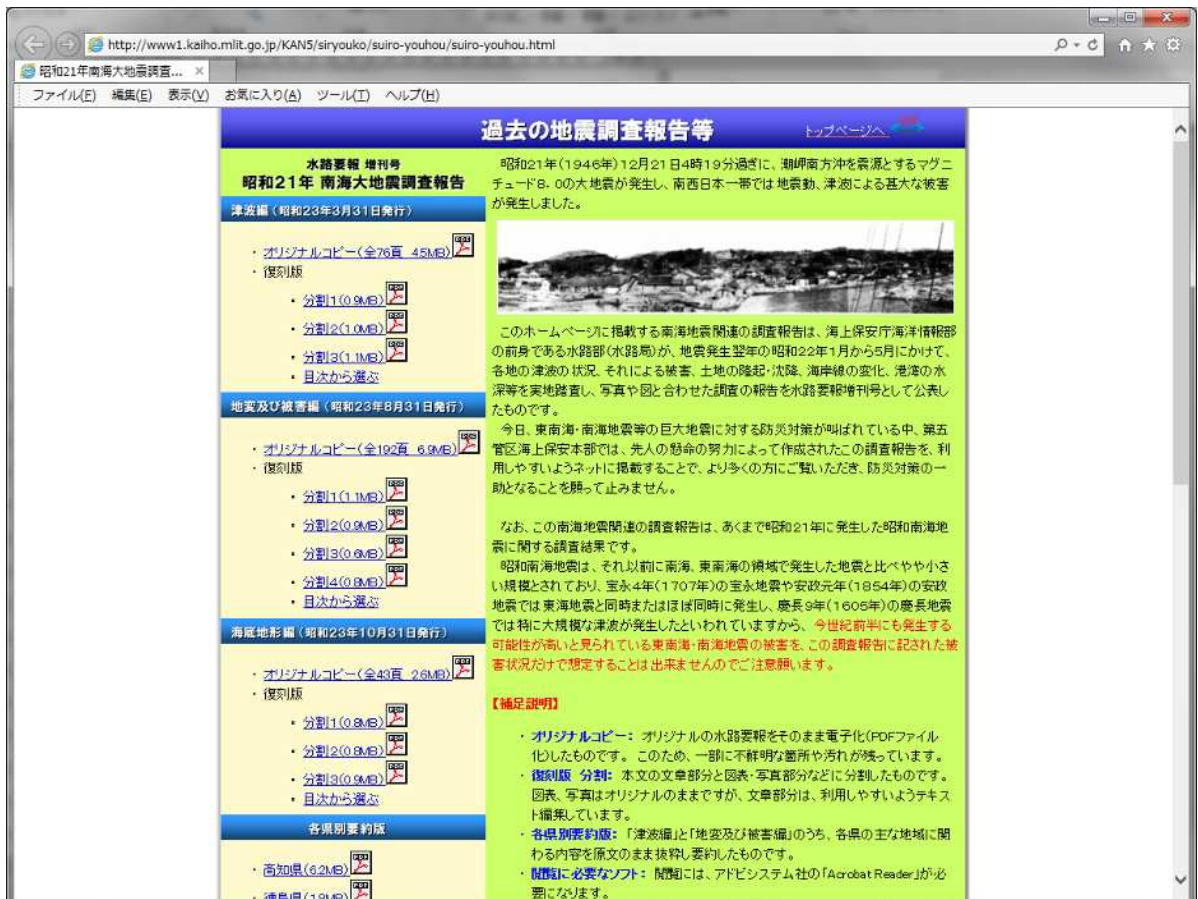 http://www1.kaiho.mlit.go.jp/KAN5/siryouko/suiro-youhou/suiro-youhou.html
昭和21年南海大地震調査...
ファイル(F) 編集(E) 表示(V) お気に入り(A) ツール(T) ヘルプ(H)
過去の地震調査報告等
トップページへ
水路要報 増刊号
昭和21年 南海大地震調査報告
津波編(昭和23年3月31日発行)
・オリジナルコピー(全76頁 4.5MB)
・復刻版
・分割1(0.9MB)
・分割2(1.0MB)
・分割3(1.1MB)
・目次から選ぶ
地変及び被害編(昭和23年8月31日発行)
・オリジナルコピー(全192頁 6.9MB)
・復刻版
・分割1(1.1MB)
・分割2(0.9MB)
・分割3(0.6MB)
・分割4(0.8MB)
・目次から選ぶ
海底地形編(昭和23年10月31日発行)
・オリジナルコピー(全43頁 2.6MB)
・復刻版
・分割1(0.8MB)
・分割2(0.8MB)
・分割3(0.9MB)
・目次から選ぶ
各県別要約版
・高知県(6.2MB)
・徳島県(1.9MB)
昭和21年(1946年)12月21日4時19分過ぎに、潮岬南方沖を震源とするマグニ
チュード8.0の大地震が発生し、南西日本一帯では地震動、津波による甚大な被害
が発生しました。
このホームページに掲載する南海地震関連の調査報告は、海上保安庁海洋情報部
の前身である水路部(水路局)が、地震発生翌年の昭和22年1月から5月にかけて、
各地の津波の状況、それによる被害、土地の隆起・沈降、海岸線の変化、港湾の水
深等を実地踏査し、写真や図と合わせた調査の報告を水路要報増刊号として公表し
たものです。
今日、東南海・南海地震等の巨大地震に対する防災対策が叫ばれている中、第五
管区海上保安本部では、先人の懸命の努力によって作成されたこの調査報告を、利
用しやすいようネットに掲載することで、より多くの方にご覧いただき、防災対策の一
助となることを願って止みません。
なお、この南海地震関連の調査報告は、あくまで昭和21年に発生した昭和南海地
震に関する調査結果です。
昭和南海地震は、それ以前に南海、東南海の領域で発生した地震と比べやや小さ
い規模とされており、宝永4年(1707年)の宝永地震や安政元年(1854年)の安政
地震では東海地震と同時またはほぼ同時に発生し、慶長9年(1605年)の慶長地震
では特に大規模な津波が発生したといわれていますから、今世紀前半にも発生する
可能性が高いと見られている東南海・南海地震の被害を、この調査報告に記された被
害状況だけで想定することは出来ませんのでご注意願います。
【補足説明】
・オリジナルコピー: オリジナルの水路要報をそのまま電子化(PDFファイル
化)したものです。このため、一部に不鮮明な箇所や汚れが残っています。
・復刻版 分割: 本文の文章部分と図表・写真部分などに分割したものです。
図表、写真はオリジナルのままですが、文章部分は、利用しやすいようテキス
ト編集しています。
・各県別要約版: 「津波編」と「地変及び被害編」のうち、各県の主な地域に関
わる内容を原文のまま抜粋し要約したものです。
・閲覧に必要なソフト: 閲覧には、アドビシステム社の「Acrobat Reader」が必
要になります。